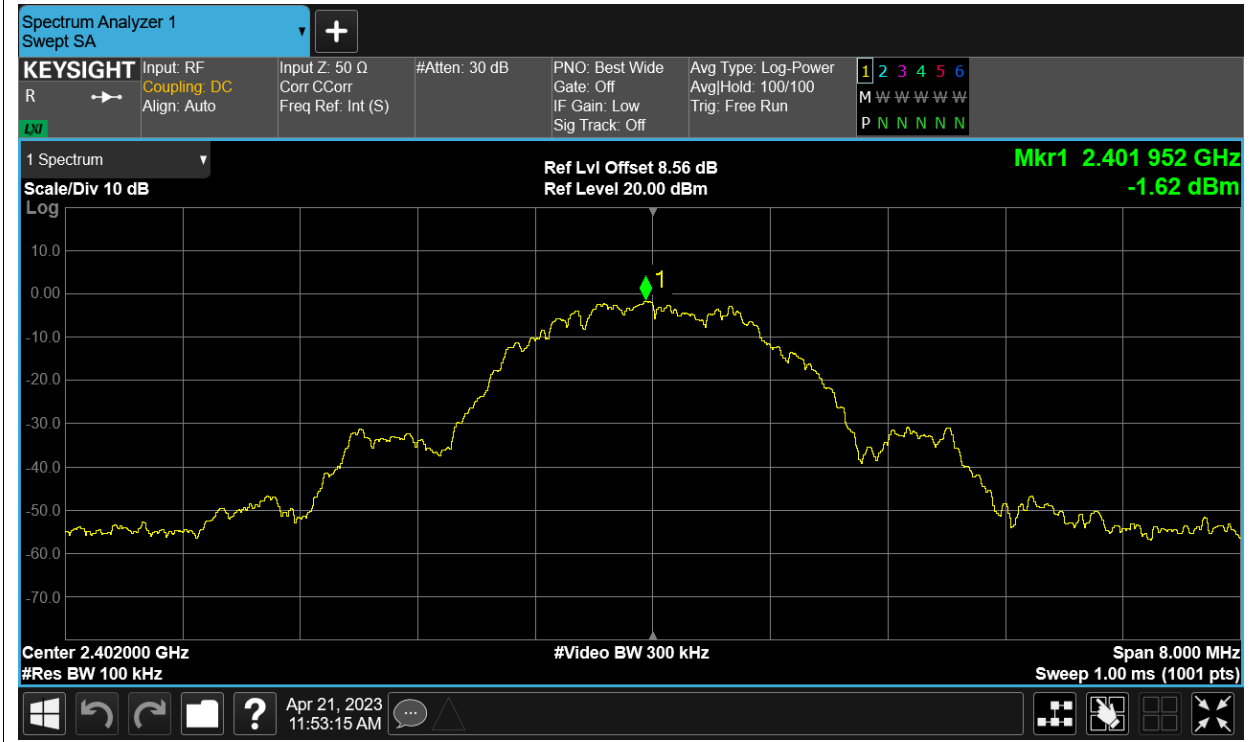 Spectrum Analyzer 1
Swept SA
+
KEYSIGHT
R
LXI
Input: RF
Coupling: DC
Align: Auto
Input Z: 50 Ω
Corr CCorr
Freq Ref: Int (S)
#Atten: 30 dB
PNO: Best Wide
Gate: Off
IF Gain: Low
Sig Track: Off
Avg Type: Log-Power
Avg|Hold: 100/100
Trig: Free Run
1 2 3 4 5 6
M W W W W W
P N N N N N
1 Spectrum
Scale/Div 10 dB
Log
Ref Lvl Offset 8.56 dB
Ref Level 20.00 dBm
Mkr1 2.401 952 GHz
-1.62 dBm
10.0
0.00
-10.0
-20.0
-30.0
-40.0
-50.0
-60.0
-70.0
1
Center 2.402000 GHz
#Res BW 100 kHz
#Video BW 300 kHz
Span 8.000 MHz
Sweep 1.00 ms (1001 pts)
?
Apr 21, 2023
11:53:15 AM